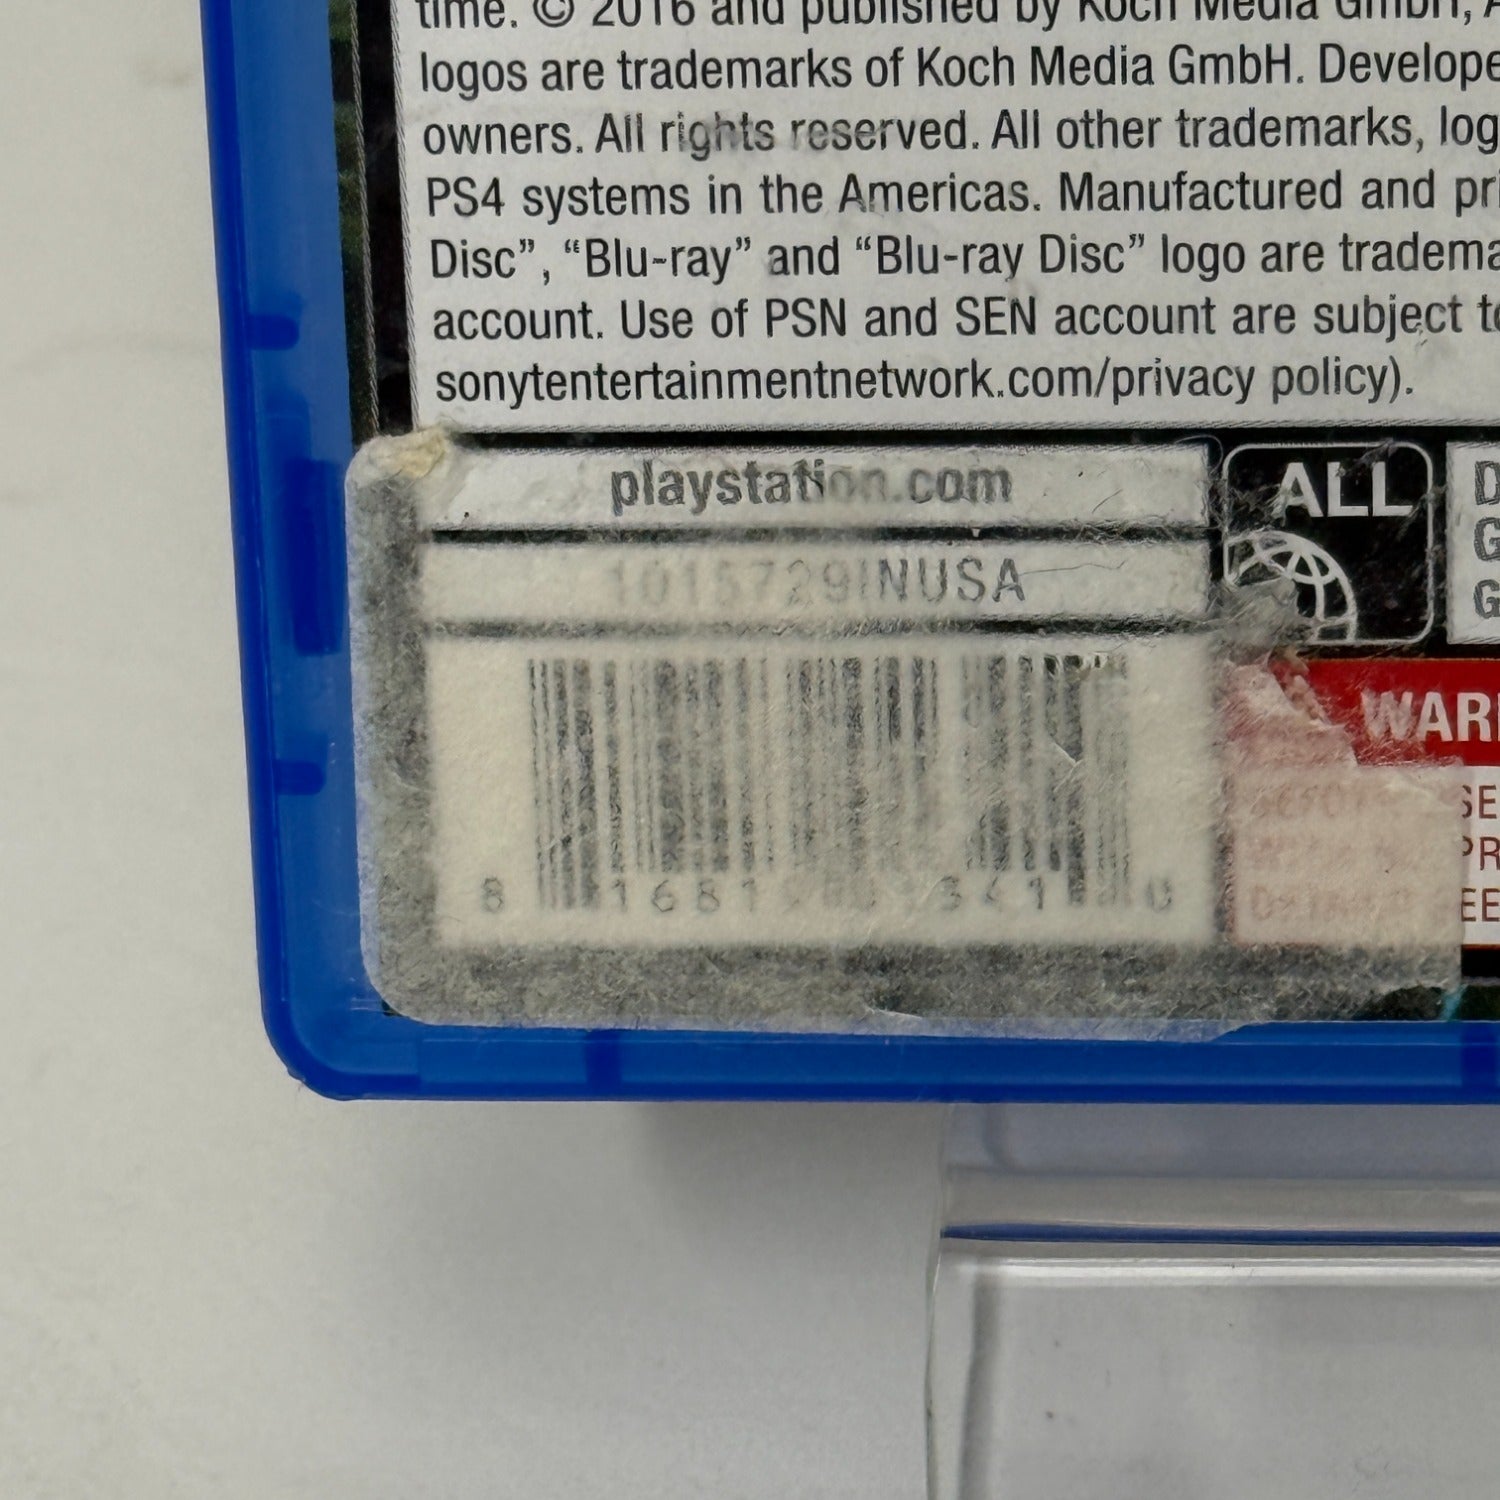 time. © 2016 and published by Koch Media GmbH,
logos are trademarks of Koch Media GmbH. Develope
owners. All rights reserved. All other trademarks, log
PS4 systems in the Americas. Manufactured and pri
Disc”, “Blu-ray” and “Blu-ray Disc” logo are tradema
account. Use of PSN and SEN account are subject to
sonytentertainmentnetwork.com/privacy policy).
playstation.com
ALL
1015729INUSA
WAR